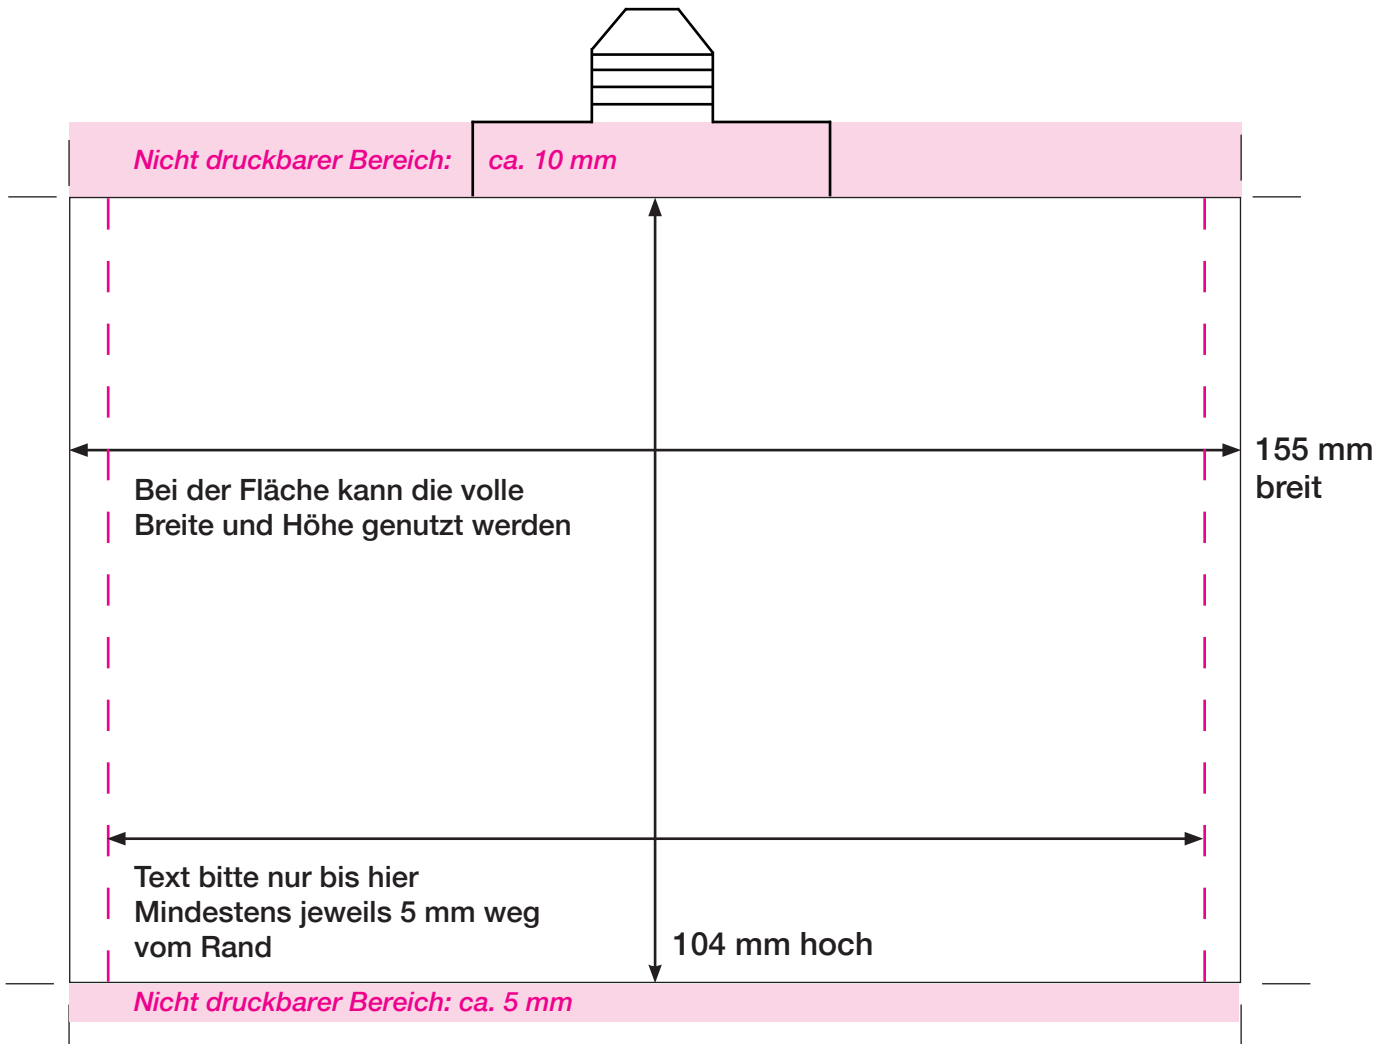 Nicht druckbarer Bereich: ca. 10 mm
155 mm
breit
Bei der Fläche kann die volle
Breite und Höhe genutzt werden
Text bitte nur bis hier
Mindestens jeweils 5 mm weg
vom Rand
104 mm hoch
Nicht druckbarer Bereich: ca. 5 mm